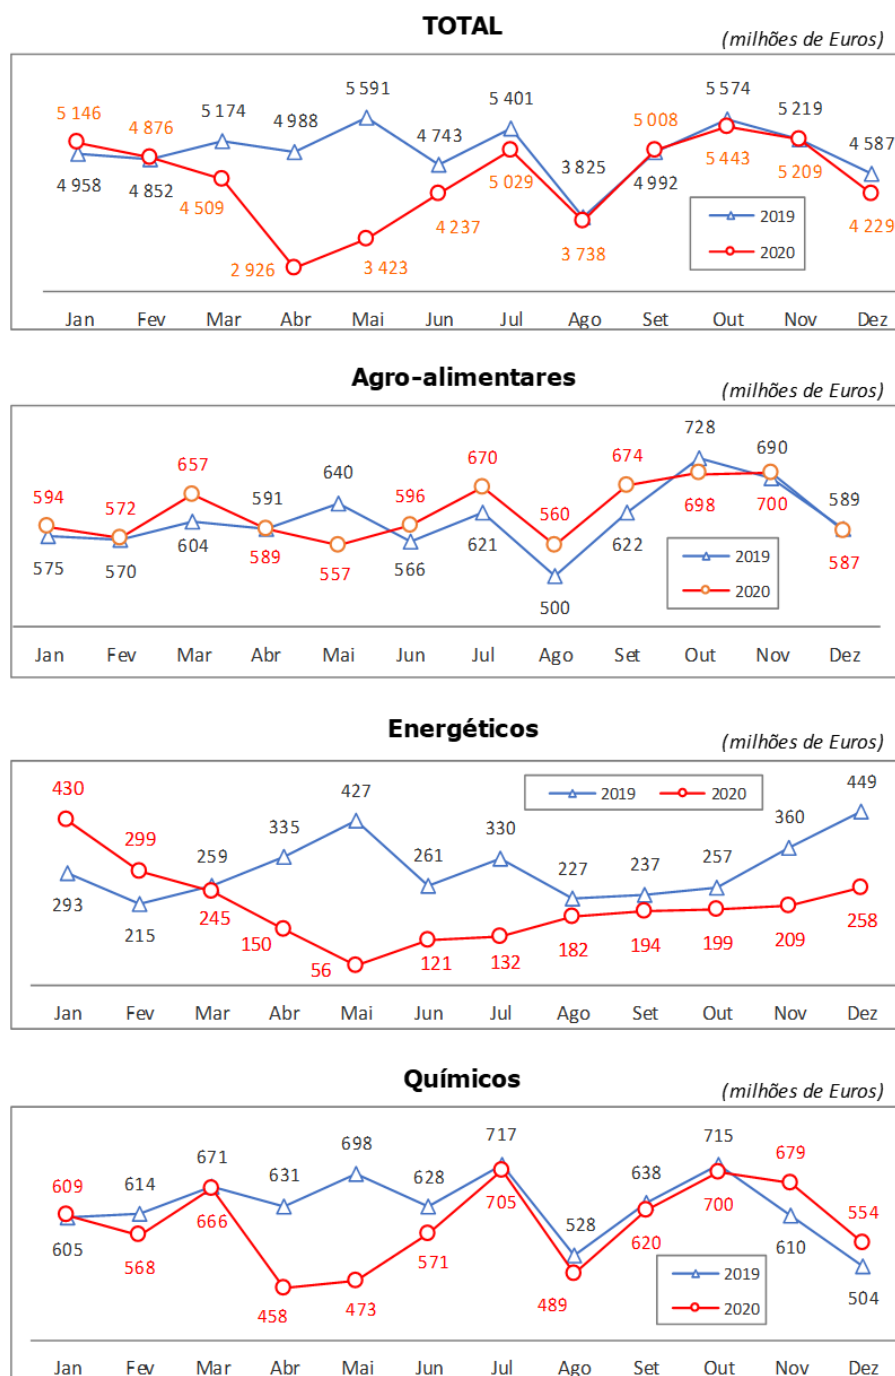 TOTAL
(milhões de Euros)
5 146 4 876 5 174 4 988 5 591 4 743 5 401 3 825 5 008 5 574 5 219 4 587
4 958 4 852 4 509 2 926 3 423 4 237 5 029 3 738 4 992 5 443 5 209 4 229
2019
2020
Jan Fev Mar Abr Mai Jun Jul Ago Set Out Nov Dez
Agro-alimentares
(milhões de Euros)
594 572 657 591 640 596 670 560 674 728 690 589
575 570 604 589 557 566 621 500 622 698 700 587
2019
2020
Jan Fev Mar Abr Mai Jun Jul Ago Set Out Nov Dez
Energéticos
(milhões de Euros)
2019 2020
430 299 259 335 427 261 330 227 237 257 360 449
293 215 245 150 56 121 132 182 194 199 209 258
Jan Fev Mar Abr Mai Jun Jul Ago Set Out Nov Dez
Químicos
(milhões de Euros)
609 614 671 631 698 628 717 528 638 715 679 554
605 568 666 458 473 571 705 489 620 700 610 504
2019
2020
Jan Fev Mar Abr Mai Jun Jul Ago Set Out Nov Dez